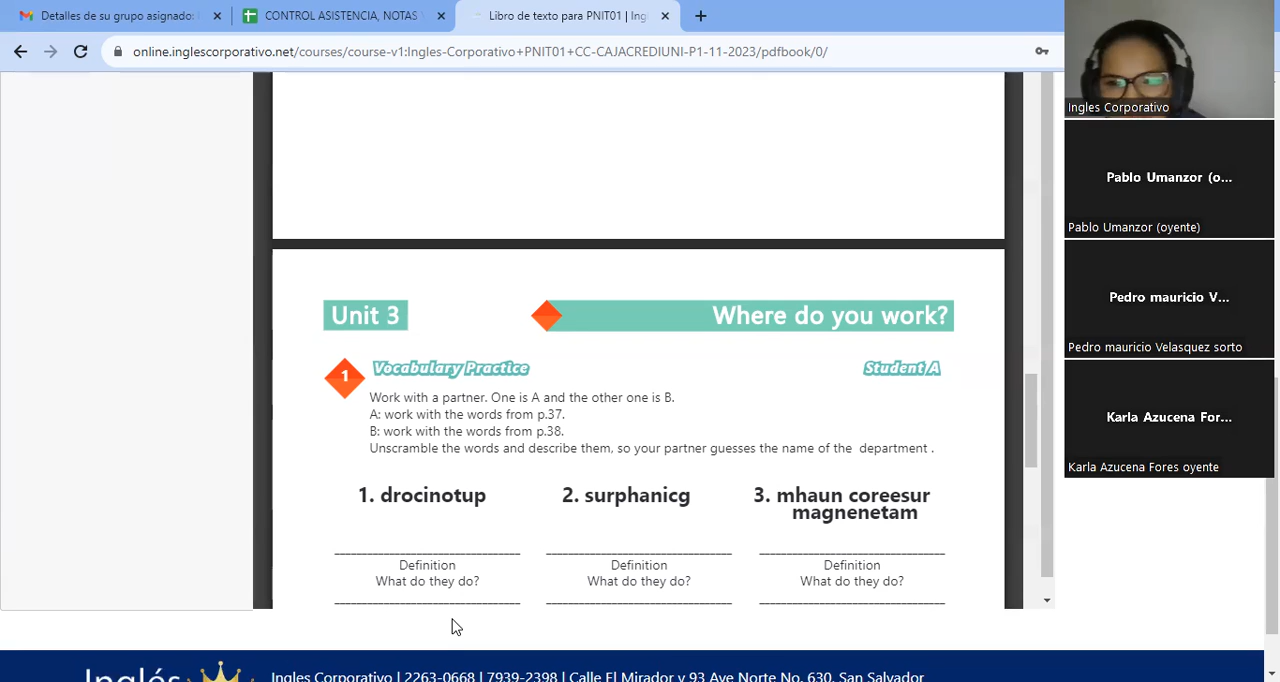 Detalles de su grupo asignado:
CONTROL ASISTENCIA, NOTAS
Libro de texto para PNIT01 | Ing
online.inglescorporativo.net/courses/course-v1:Ingles-Corporativo+PNIT01+CC-CAJACREDIUNI-P1-11-2023/pdfbook/0/
Ingles Corporativo
Pablo Umanzor (o...
Pablo Umanzor (oyente)
Pedro mauricio V...
Pedro mauricio Velasquez sorto
Karla Azucena For...
Karla Azucena Fores oyente
Unit 3
Where do you work?
1
Vocabulary Practice
Student A
Work with a partner. One is A and the other one is B.
A: work with the words from p.37.
B: work with the words from p.38.
Unscramble the words and describe them, so your partner guesses the name of the department .
1. drocinotup
2. surphanicg
3. mhaun coreesur
magnenetam
Definition
What do they do?
Definition
What do they do?
Definition
What do they do?
Inglés
Ingles Corporativo | 2263-0668 | 7939-2398 | Calle El Mirador y 93 Ave Norte No. 630, San Salvador